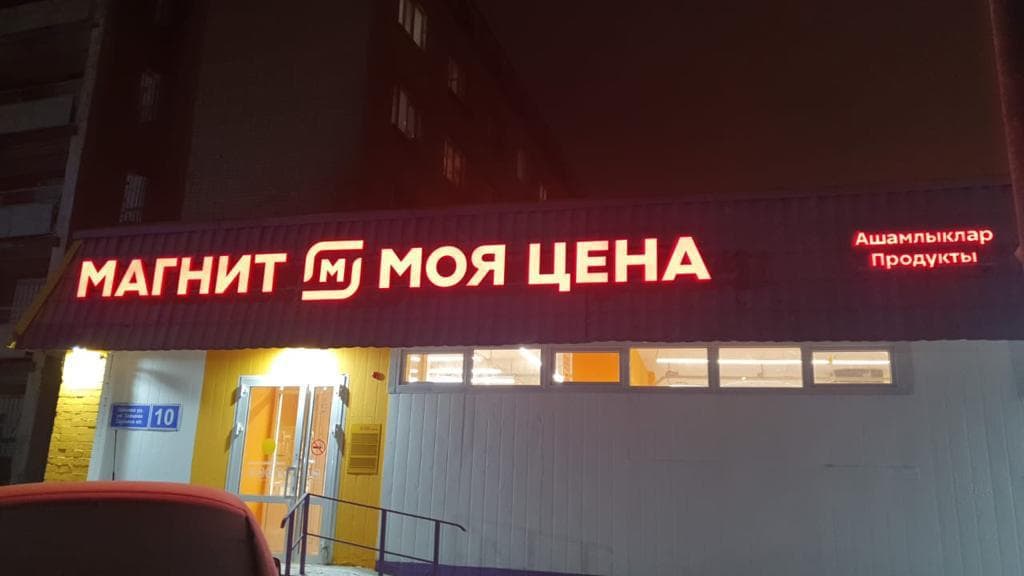 МАГНИТ М МОЯ ЦЕНА
Ашамлыклар
Продукты
10